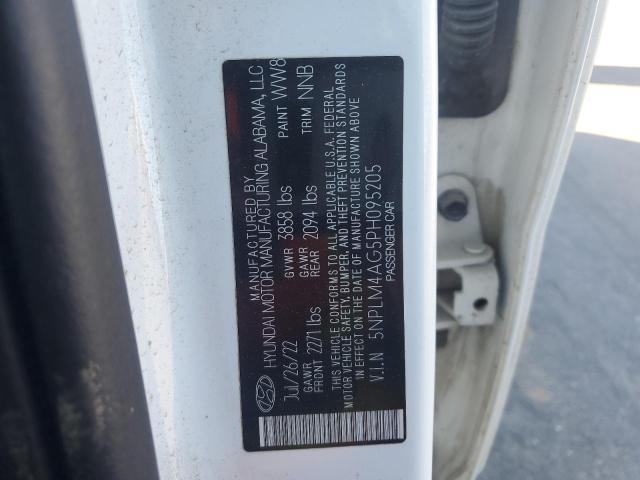 MANUFACTURED BY
HYUNDAI MOTOR MANUFACTURING ALABAMA, LLC
Jul/26/22 GVWR 3858 lbs PAINT WW8
GAWR FRONT 2271 lbs GAWR REAR 2094 lbs TRIM NNB
THIS VEHICLE CONFORMS TO ALL APPLICABLE U.S.A. FEDERAL
MOTOR VEHICLE SAFETY, BUMPER, AND THEFT PREVENTION STANDARDS
IN EFFECT ON THE DATE OF MANUFACTURE SHOWN ABOVE
V.I.N 5NPLM4AG5PH095205
PASSENGER CAR